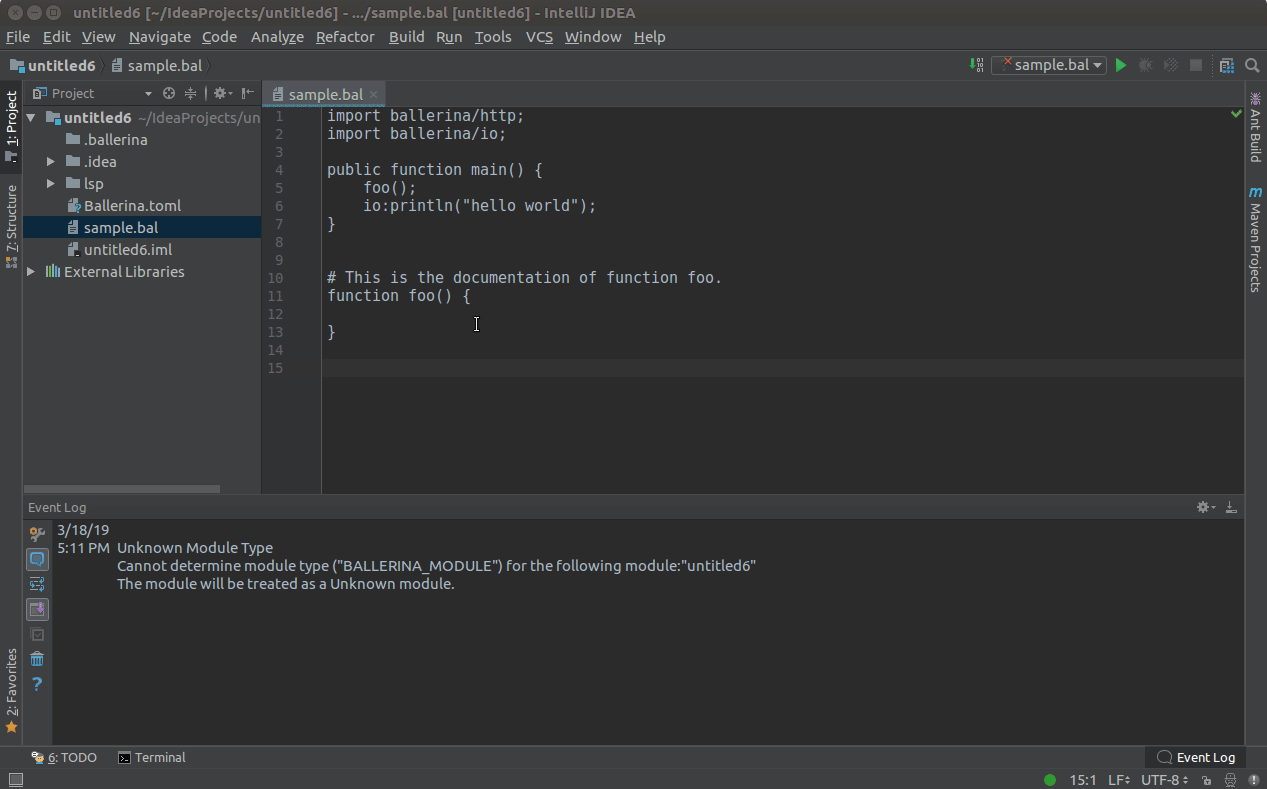 untitled6 [~/IdeaProjects/untitled6] - .../sample.bal [untitled6] - IntelliJ IDEA
File Edit View Navigate Code Analyze Refactor Build Run Tools VCS Window Help
untitled6 sample.bal
sample.bal
1: Project
7: Structure
2: Favorites
Project
untitled6 ~/IdeaProjects/un
.ballerina
.idea
lsp
Ballerina.toml
sample.bal
untitled6.iml
External Libraries
sample.bal
1 import ballerina/http;
2 import ballerina/io;
3
4 public function main() {
5 foo();
6 io:println("hello world");
7 }
8
9
10 # This is the documentation of function foo.
11 function foo() {
12
13 }
14
15
Ant Build
Maven Projects
Event Log
3/18/19
5:11 PM Unknown Module Type
Cannot determine module type ("BALLERINA_MODULE") for the following module:"untitled6"
The module will be treated as a Unknown module.
6: TODO Terminal Event Log
15:1 LF UTF-8